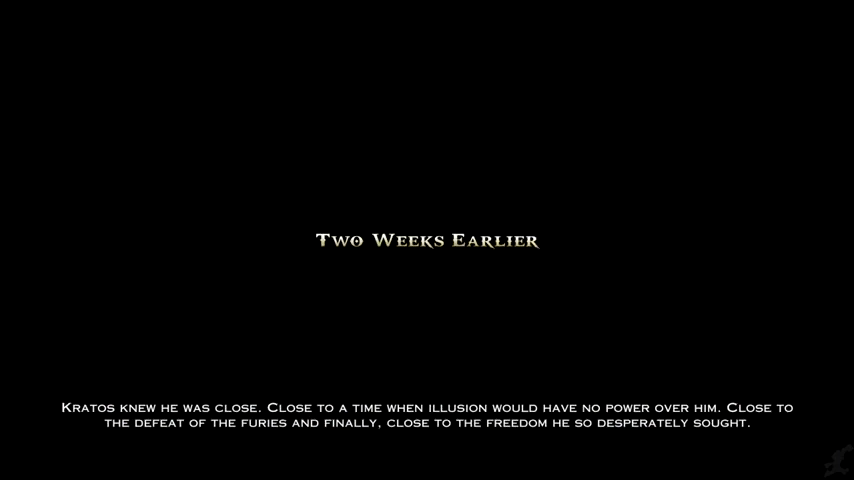 Two Weeks Earlier
Kratos knew he was close. Close to a time when illusion would have no power over him. Close to
the defeat of the furies and finally, close to the freedom he so desperately sought.